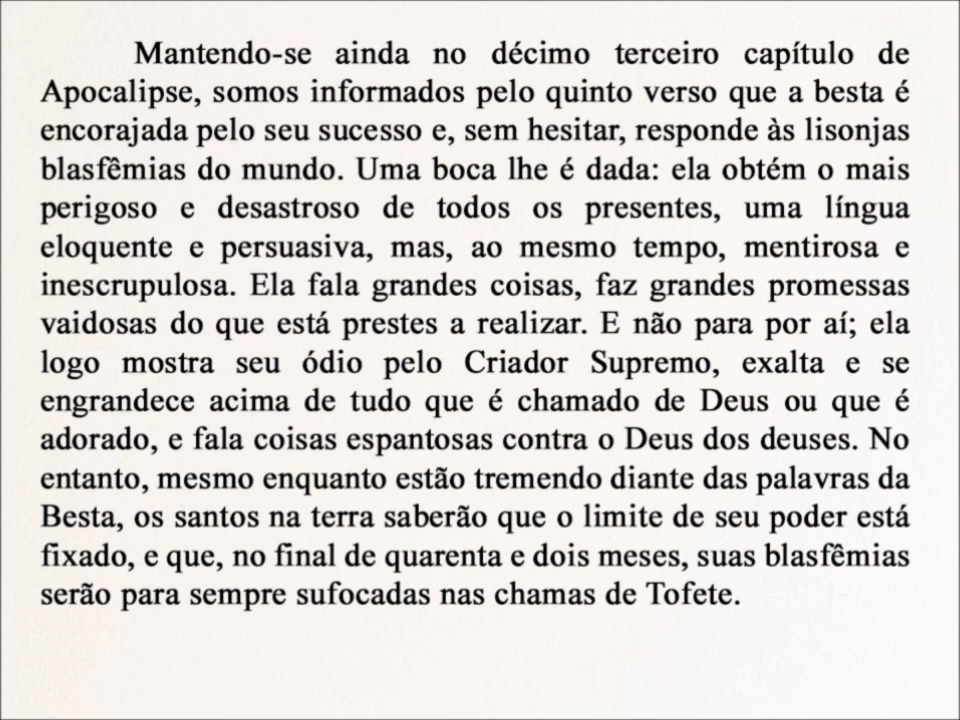 Mantendo-se ainda no décimo terceiro capítulo de
Apocalipse, somos informados pelo quinto verso que a besta é
encorajada pelo seu sucesso e, sem hesitar, responde às lisonjas
blasfêmias do mundo. Uma boca lhe é dada: ela obtém o mais
perigoso e desastroso de todos os presentes, uma língua
eloquente e persuasiva, mas, ao mesmo tempo, mentirosa e
inescrupulosa. Ela fala grandes coisas, faz grandes promessas
vaidosas do que está prestes a realizar. E não para por aí; ela
logo mostra seu ódio pelo Criador Supremo, exalta e se
engrandece acima de tudo que é chamado de Deus ou que é
adorado, e fala coisas espantosas contra o Deus dos deuses. No
entanto, mesmo enquanto estão tremendo diante das palavras da
Besta, os santos na terra saberão que o limite de seu poder está
fixado, e que, no final de quarenta e dois meses, suas blasfêmias
serão para sempre sufocadas nas chamas de Tofete.